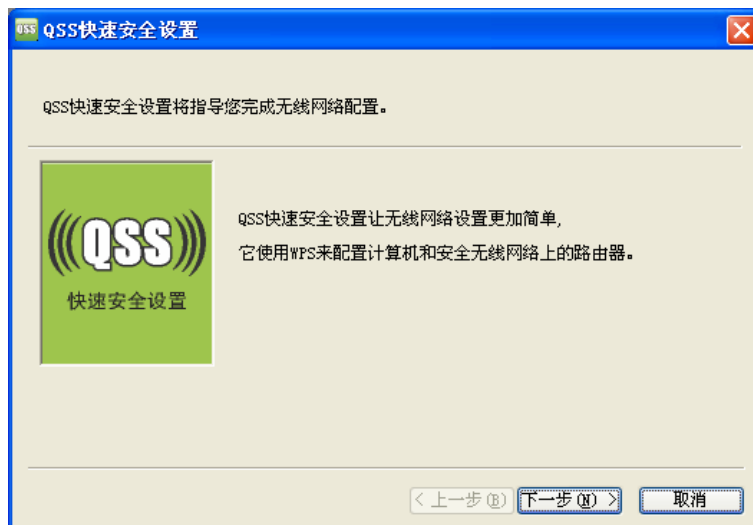 QSS QSS快速安全设置
QSS快速安全设置将指导您完成无线网络配置。
QSS
快速安全设置
QSS快速安全设置让无线网络设置更加简单,
它使用WPS来配置计算机和安全无线网络上的路由器。
< 上一步(B) 下一步(N) > 取消